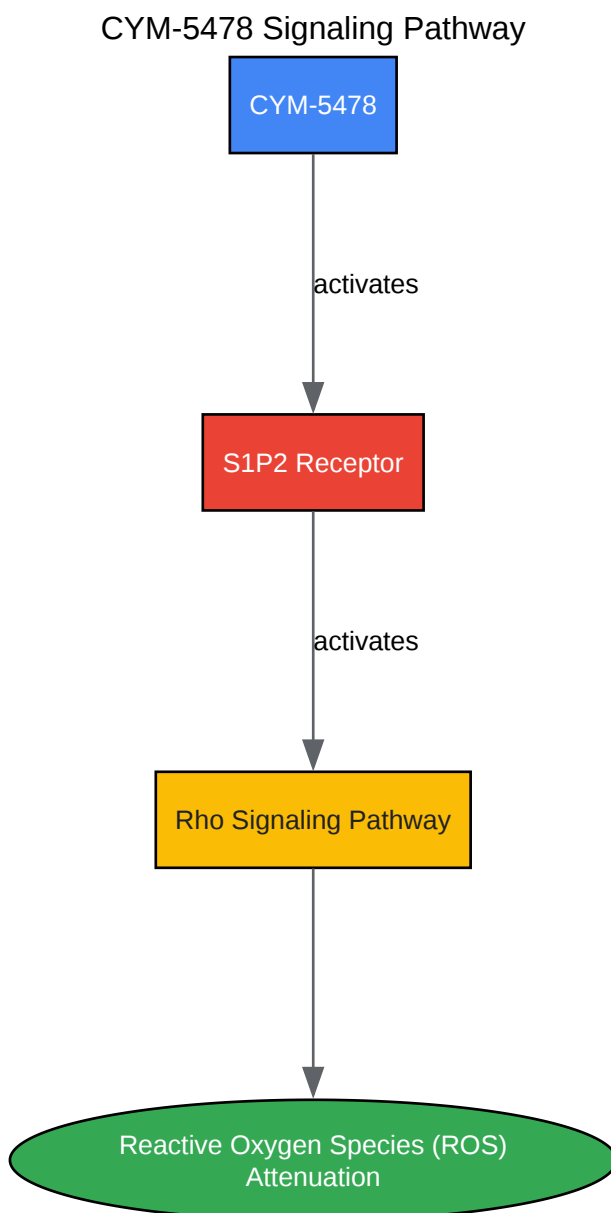 CYM-5478 Signaling Pathway
CYM-5478
activates
S1P2 Receptor
activates
Rho Signaling Pathway
Reactive Oxygen Species (ROS)
Attenuation